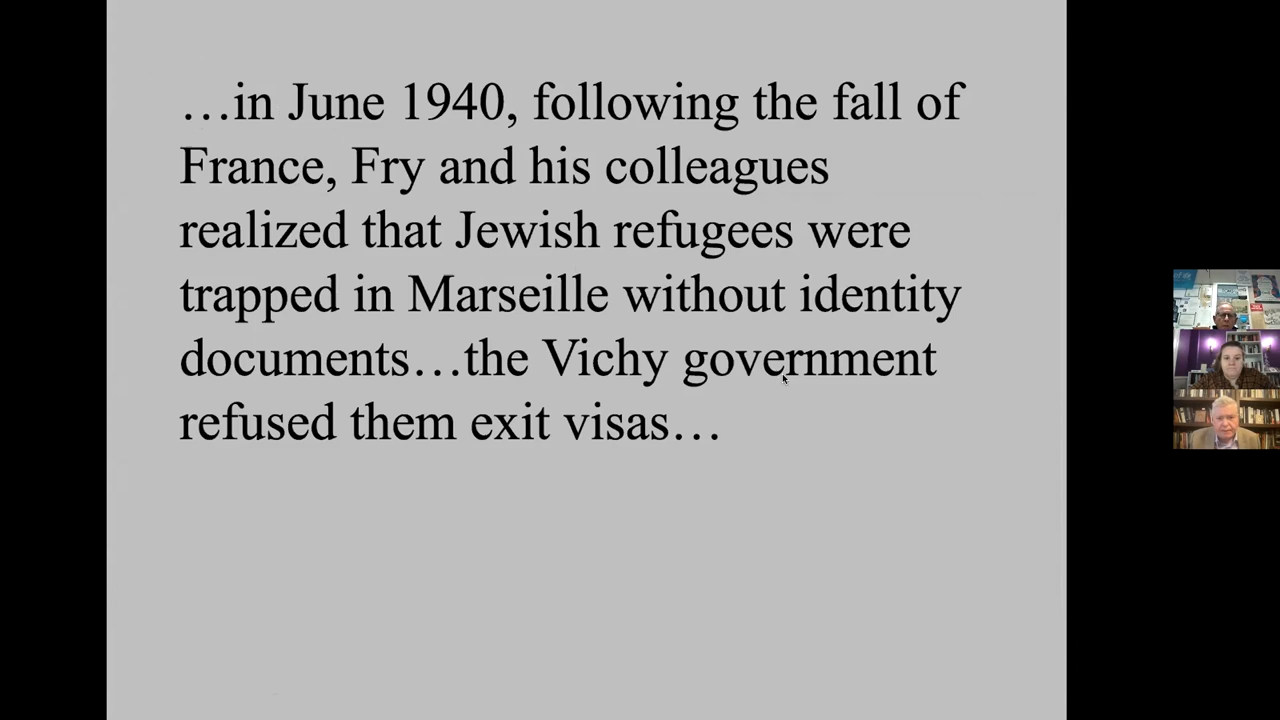 …in June 1940, following the fall of
France, Fry and his colleagues
realized that Jewish refugees were
trapped in Marseille without identity
documents…the Vichy government
refused them exit visas…